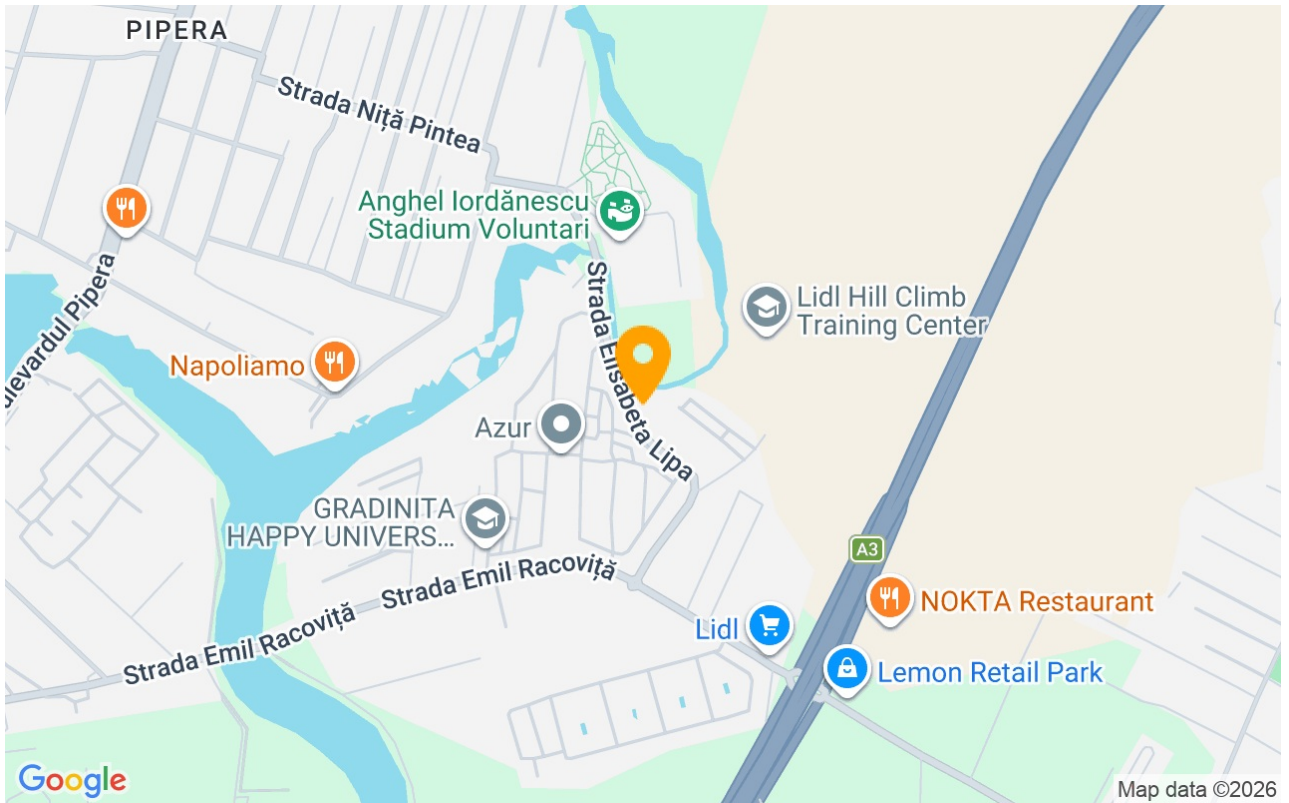 PIPERA
Strada Niță Pintea
Anghel Iordănescu
Stadium Voluntari
Strada Elisabeta Lipa
Lidl Hill Climb
Training Center
Napoliamo
Azur
GRADINITA
HAPPY UNIVERS...
Strada Emil Racoviță
Strada Emil Racoviță
A3
NOKTA Restaurant
Lidl
Lemon Retail Park
Google
Map data ©2026